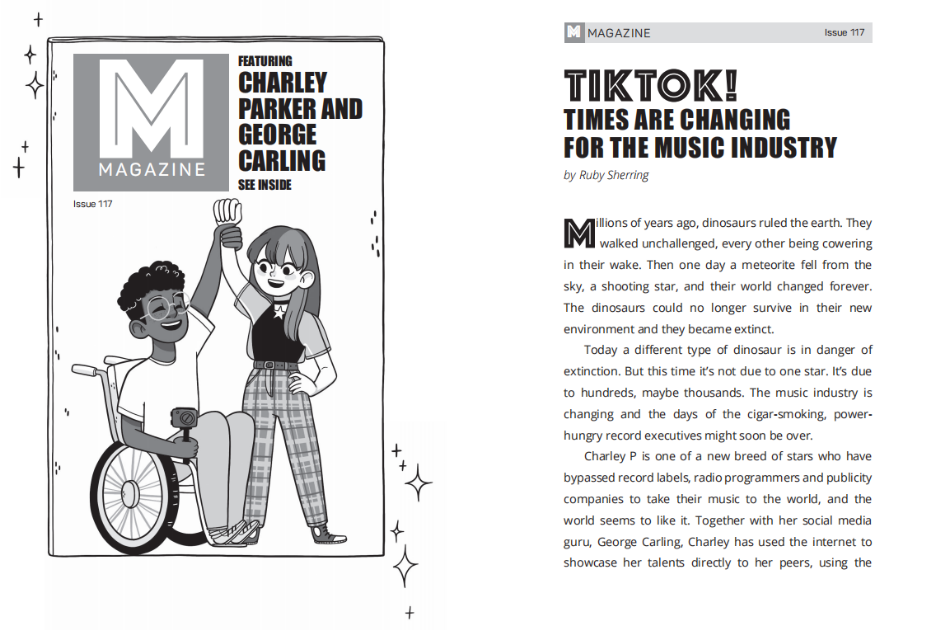 M
MAGAZINE
FEATURING
CHARLEY
PARKER AND
GEORGE
CARLING
SEE INSIDE
Issue 117
M MAGAZINE Issue 117
TIKTOK!
TIMES ARE CHANGING
FOR THE MUSIC INDUSTRY
by Ruby Sherring
Millions of years ago, dinosaurs ruled the earth. They
walked unchallenged, every other being cowering
in their wake. Then one day a meteorite fell from the
sky, a shooting star, and their world changed forever.
The dinosaurs could no longer survive in their new
environment and they became extinct.
Today a different type of dinosaur is in danger of
extinction. But this time it’s not due to one star. It’s due
to hundreds, maybe thousands. The music industry is
changing and the days of the cigar-smoking, power-
hungry record executives might soon be over.
Charley P is one of a new breed of stars who have
bypassed record labels, radio programmers and publicity
companies to take their music to the world, and the
world seems to like it. Together with her social media
guru, George Carling, Charley has used the internet to
showcase her talents directly to her peers, using the